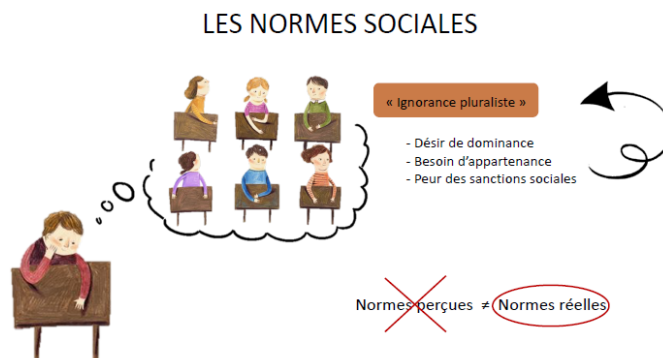 LES NORMES SOCIALES
« Ignorance pluraliste »
- Désir de dominance
- Besoin d'appartenance
- Peur des sanctions sociales
Normes perçues ≠ Normes réelles